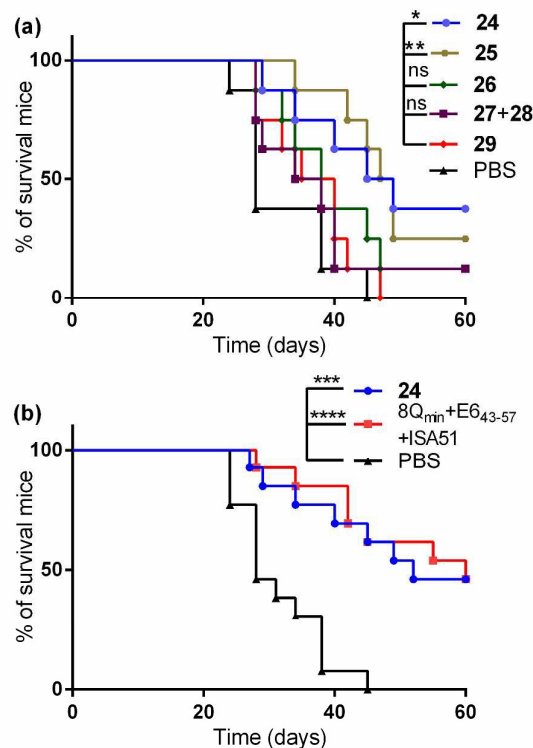 (a)
* 24
** 25
ns 26
ns 27+28
29
PBS
% of survival mice
100
50
0
0 20 40 60
Time (days)
(b)
*** 24
**** 8Qmin+E643-57
+ISA51
PBS
% of survival mice
100
50
0
0 20 40 60
Time (days)